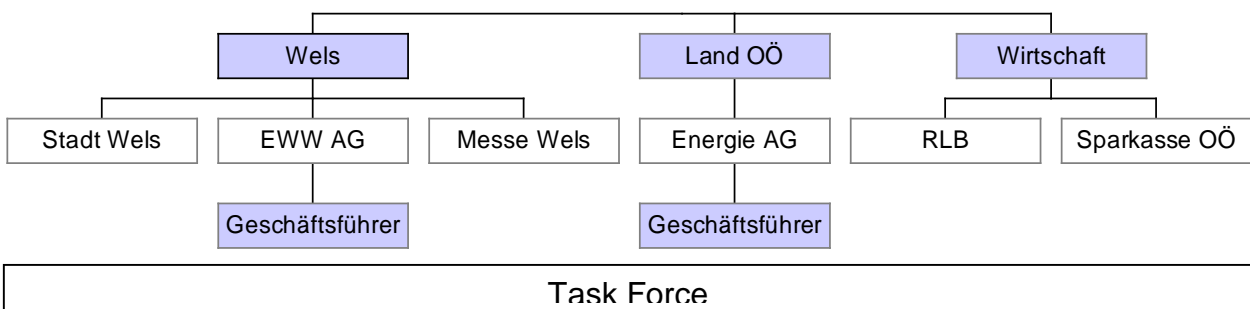 Wels
Land OÖ
Wirtschaft
Stadt Wels
EWW AG
Messe Wels
Energie AG
RLB
Sparkasse OÖ
Geschäftsführer
Geschäftsführer
Task Force